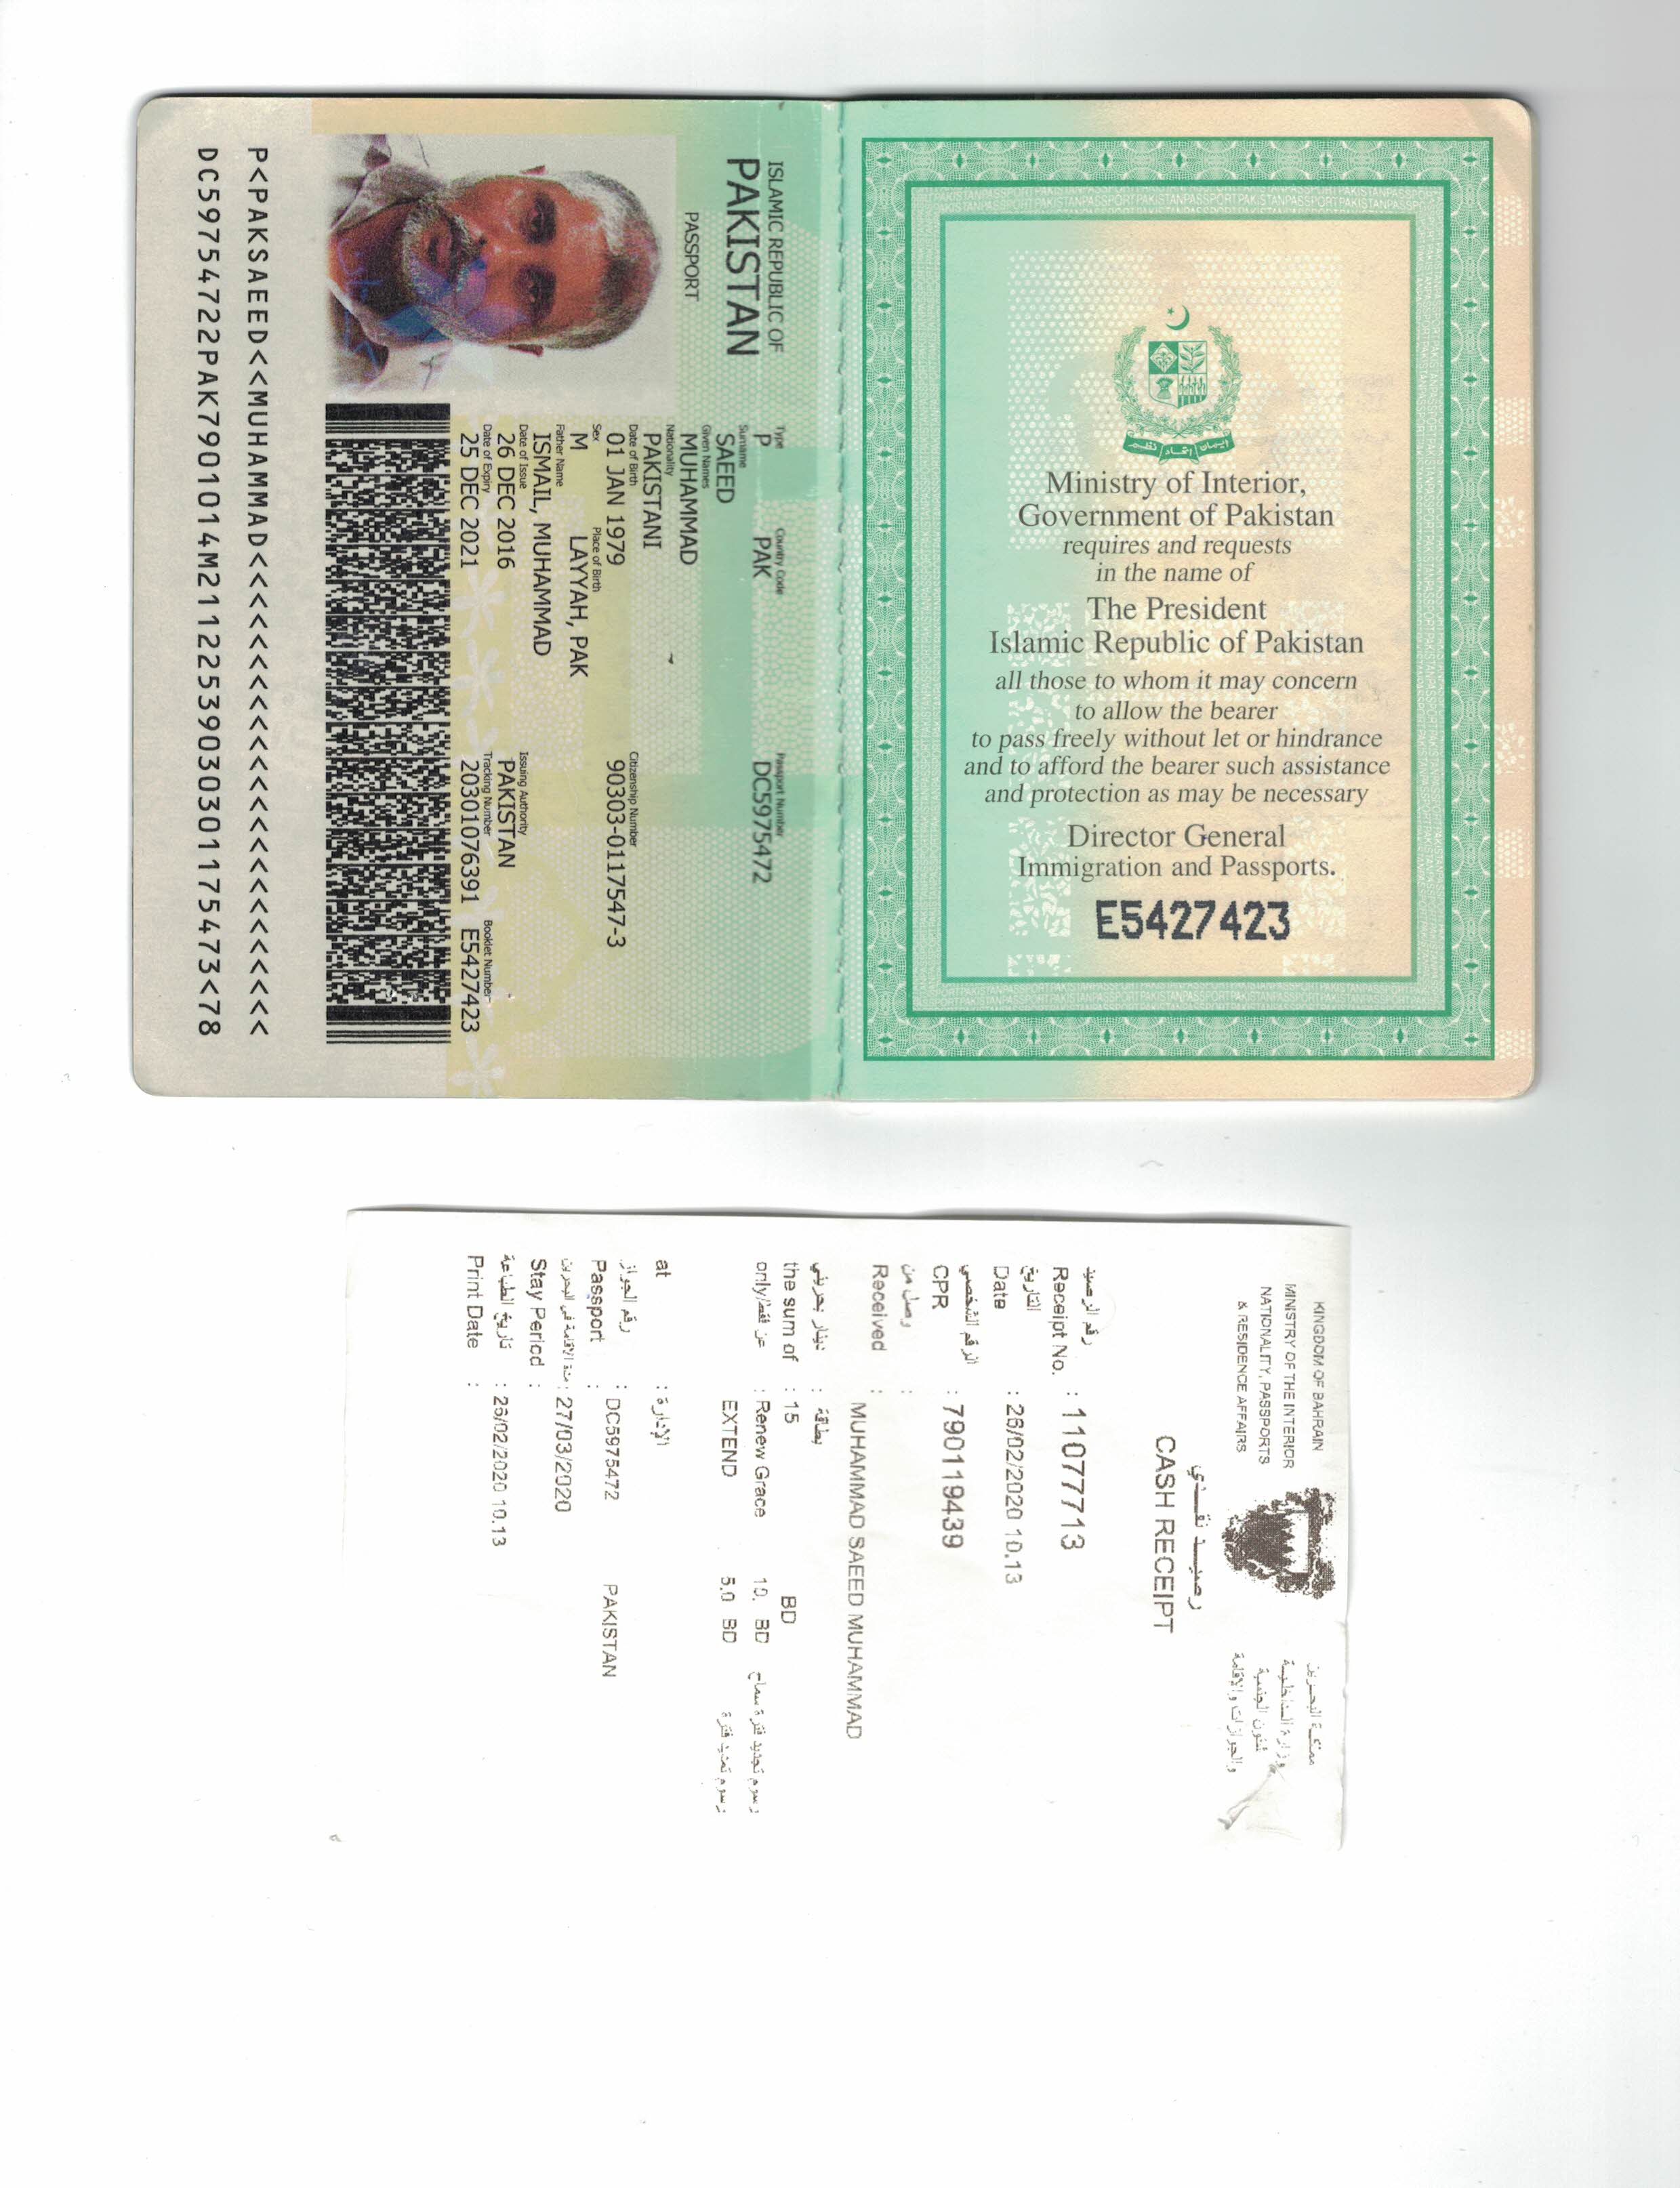 Ministry of Interior,
Government of Pakistan
requires and requests
in the name of
The President
Islamic Republic of Pakistan
all those to whom it may concern
to allow the bearer
to pass freely without let or hindrance
and to afford the bearer such assistance
and protection as may be necessary
Director General
Immigration and Passports.
E5427423
ISLAMIC REPUBLIC OF
PAKISTAN
PASSPORT
Type Country Code Passport Number
P PAK DC5975472
Surname
SAEED
Given Names
MUHAMMAD
Nationality
PAKISTANI
Date of Birth Citizenship Number
01 JAN 1979 90303-0117547-3
Sex Place of Birth
M LAYYAH, PAK
Father Name
ISMAIL, MUHAMMAD
Date of Issue Issuing Authority
26 DEC 2016 PAKISTAN
Date of Expiry Tracking Number Booklet Number
25 DEC 2021 20301076391 E5427423
P<PAKSAEED<<MUHAMMAD<<<<<<<<<<<<<<<<<<<<<<<<
DC59754722PAK7901014M21122539030301175473<78
KINGDOM OF BAHRAIN مملكة البحرين
MINISTRY OF THE INTERIOR وزارة الداخلية
NATIONALITY, PASSPORTS شئون الجنسية
& RESIDENCE AFFAIRS والجوازات والإقامة
رصيد نقدي
CASH RECEIPT
رقم الرصيد
Receipt No. : 11077713
التاريخ
Date : 26/02/2020 10.13
الرقم الشخصي
CPR : 790119439
وصل من :
Received :
MUHAMMAD SAEED MUHAMMAD
دينار بحريني : بطاقة
the sum of : 15 BD
only/عن فقط : Renew Grace 10. BD رسوم تجديد فترة سماح
EXTEND 5.0 BD رسوم تمديد فترة
at : الإدارة
رقم الجواز : DC5975472 PAKISTAN
Passport :
مدة الاقامة في البحرين : 27/03/2020
Stay Period :
تاريخ الطباعة : 26/02/2020 10.13
Print Date :